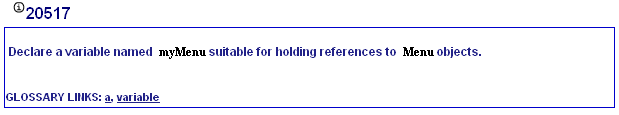 20517
Declare a variable named myMenu suitable for holding references to Menu objects.
GLOSSARY LINKS: a, variable